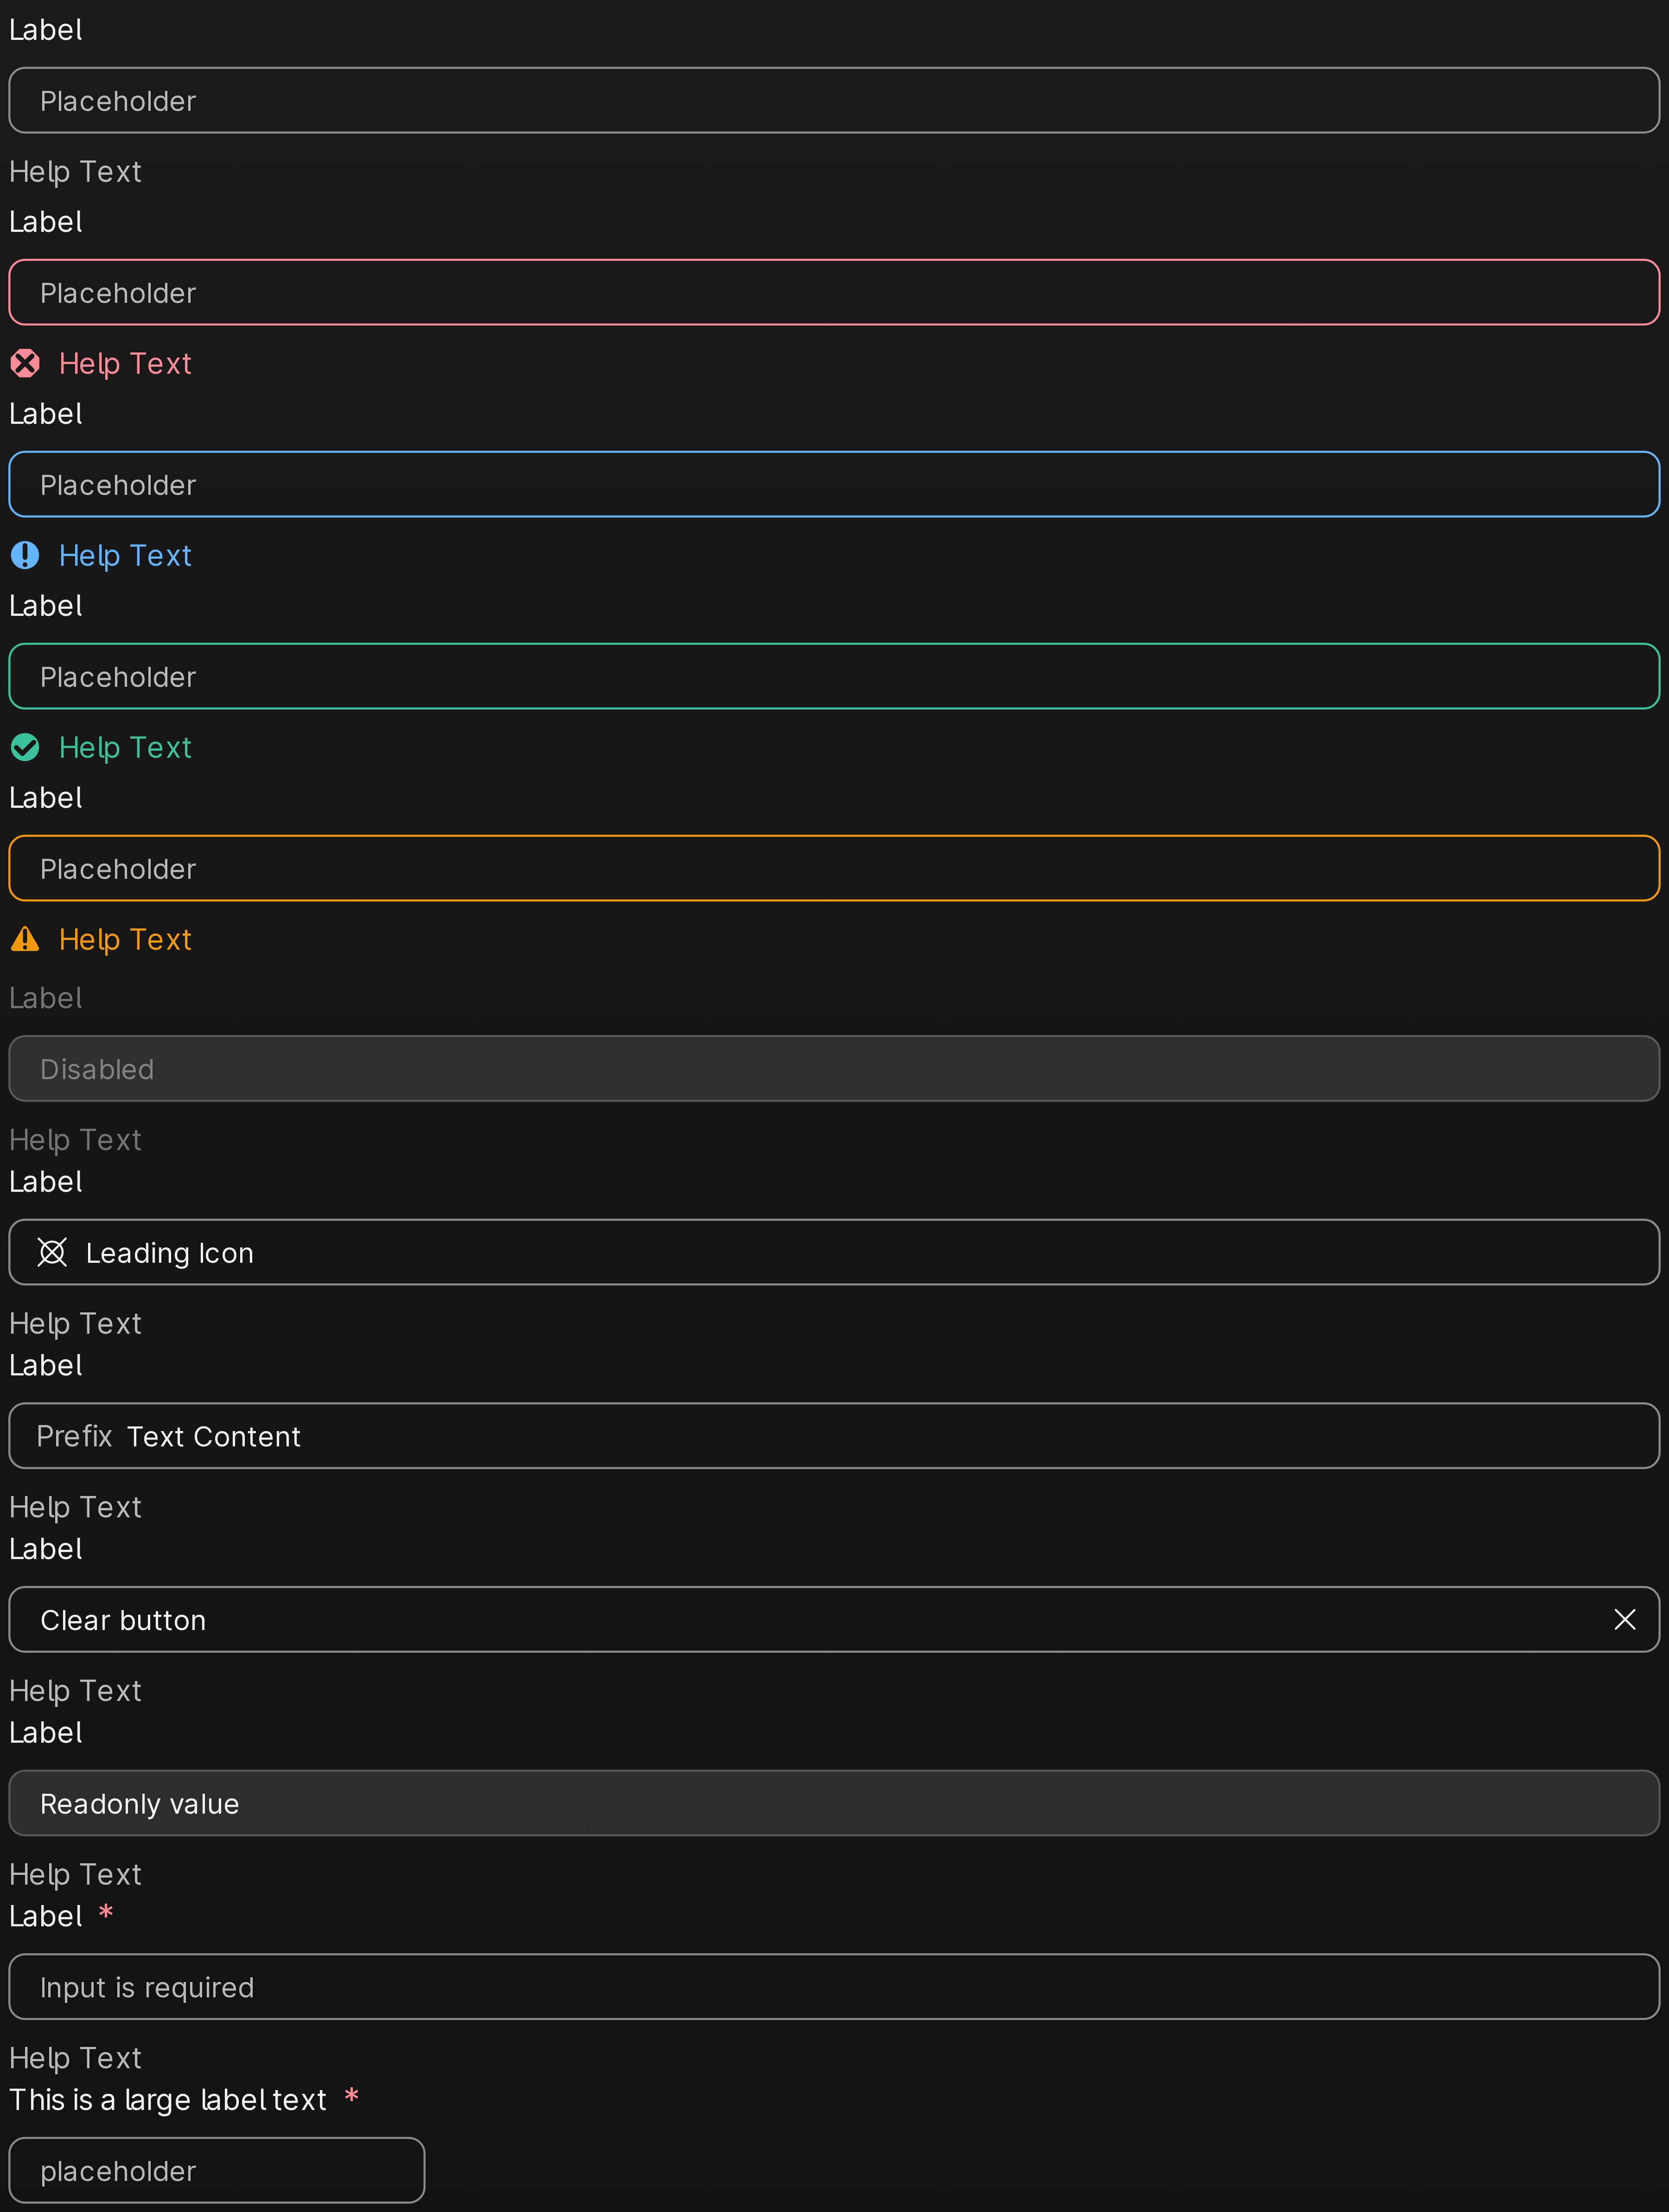 Label
Placeholder
Help Text
Label
Placeholder
Help Text
Label
Placeholder
Help Text
Label
Placeholder
Help Text
Label
Placeholder
Help Text
Label
Disabled
Help Text
Label
Leading Icon
Help Text
Label
Prefix Text Content
Help Text
Label
Clear button
Help Text
Label
Readonly value
Help Text
Label *
Input is required
Help Text
This is a large label text *
placeholder